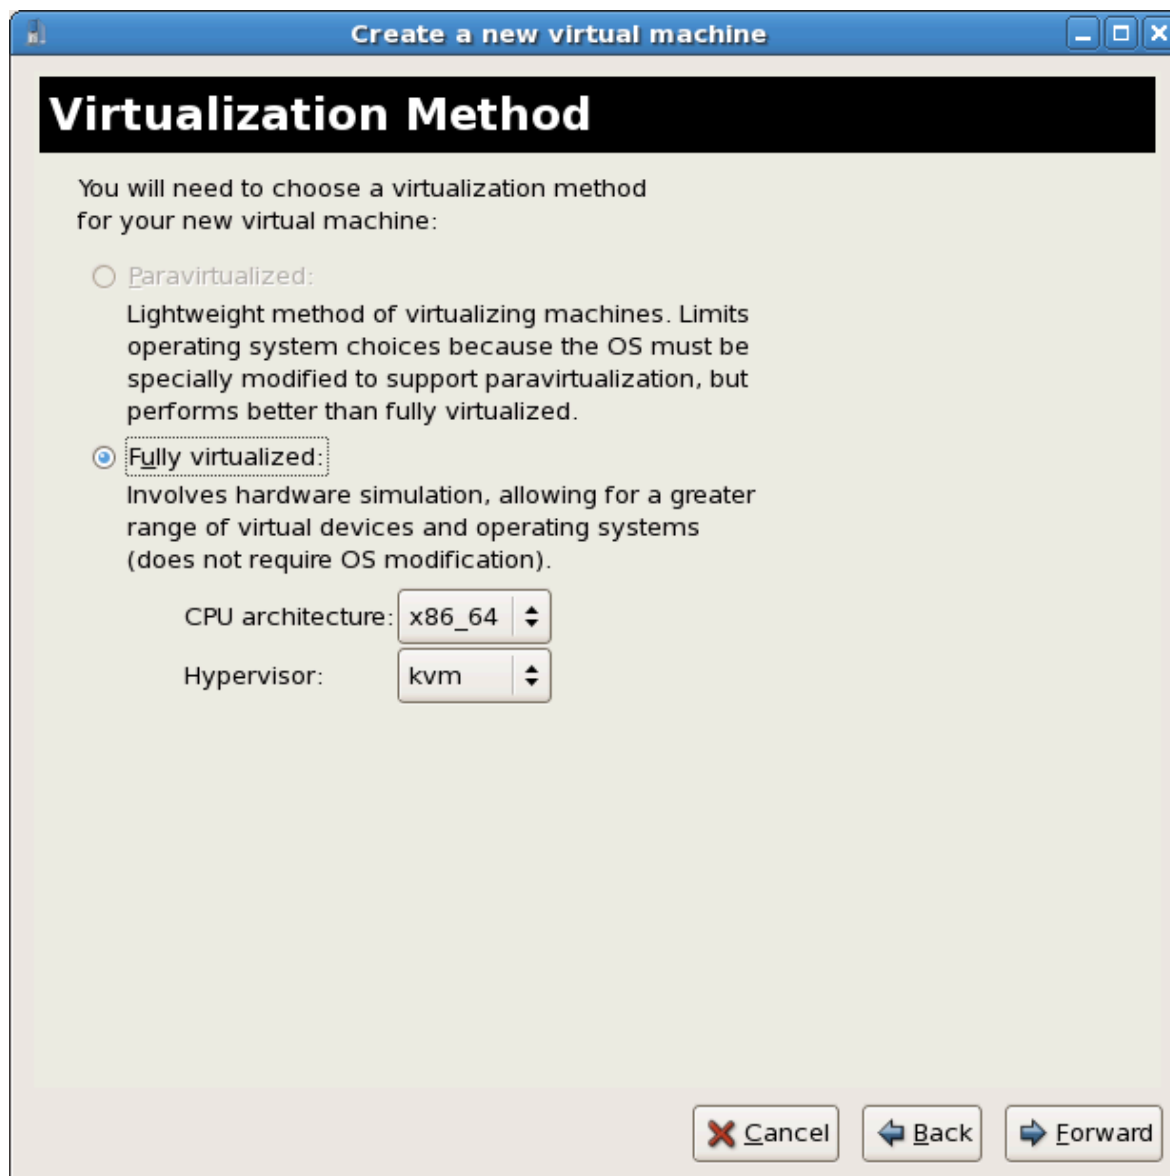 Create a new virtual machine
Virtualization Method
You will need to choose a virtualization method
for your new virtual machine:
Paravirtualized:
Lightweight method of virtualizing machines. Limits
operating system choices because the OS must be
specially modified to support paravirtualization, but
performs better than fully virtualized.
Fully virtualized:
Involves hardware simulation, allowing for a greater
range of virtual devices and operating systems
(does not require OS modification).
CPU architecture: x86_64
Hypervisor: kvm
Cancel Back Forward